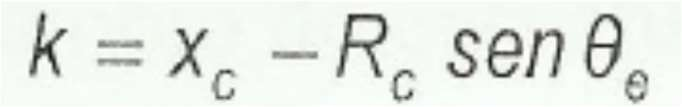 k = x_c − R_c sen θ_e